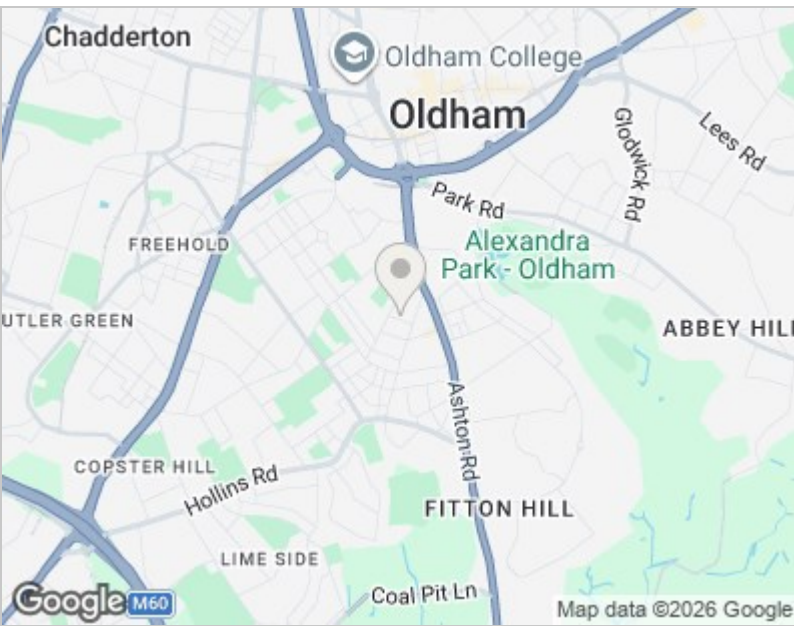 Chadderton
Oldham College
Oldham
Glodwick Rd
Lees Rd
Park Rd
FREEHOLD
Alexandra
Park - Oldham
UTLER GREEN
ABBEY HILL
Ashton Rd
COPSTER HILL
Hollins Rd
FITTON HILL
LIME SIDE
Coal Pit Ln
Google
M60
Map data ©2026 Google